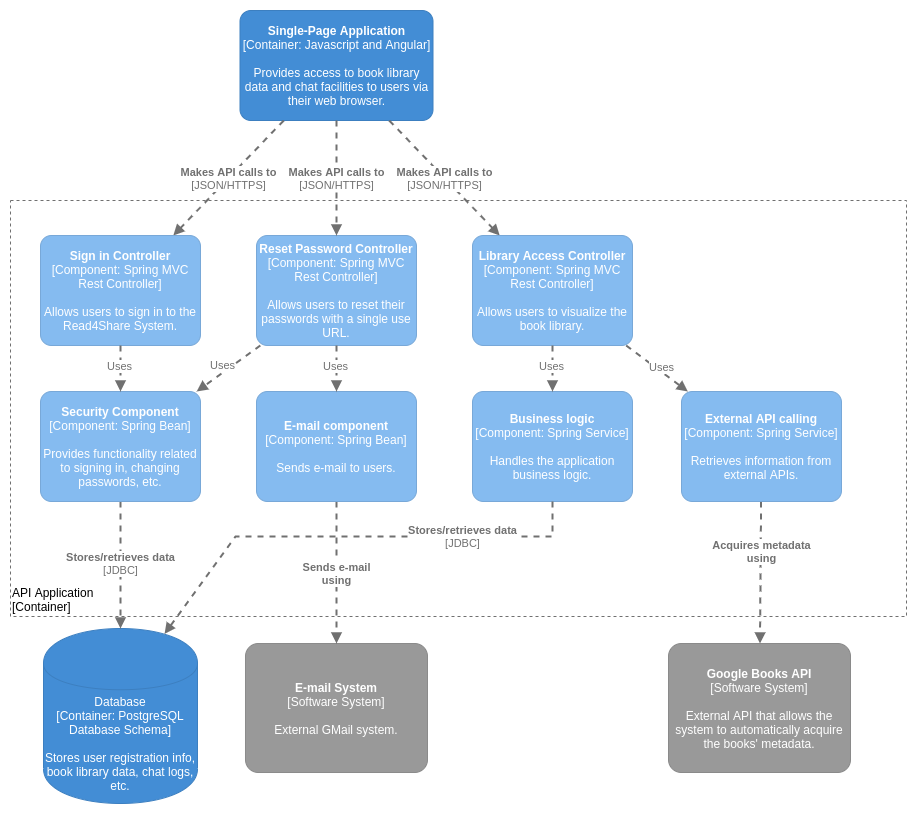 Single-Page Application
[Container: Javascript and Angular]
Provides access to book library
data and chat facilities to users via
their web browser.
Makes API calls to
[JSON/HTTPS]
Makes API calls to
[JSON/HTTPS]
Makes API calls to
[JSON/HTTPS]
Sign in Controller
[Component: Spring MVC
Rest Controller]
Allows users to sign in to the
Read4Share System.
Reset Password Controller
[Component: Spring MVC
Rest Controller]
Allows users to reset their
passwords with a single use
URL.
Library Access Controller
[Component: Spring MVC
Rest Controller]
Allows users to visualize the
book library.
Uses
Uses
Uses
Uses
Uses
Security Component
[Component: Spring Bean]
Provides functionality related
to signing in, changing
passwords, etc.
E-mail component
[Component: Spring Bean]
Sends e-mail to users.
Business logic
[Component: Spring Service]
Handles the application
business logic.
External API calling
[Component: Spring Service]
Retrieves information from
external APIs.
Stores/retrieves data
[JDBC]
Sends e-mail
using
Stores/retrieves data
[JDBC]
Acquires metadata
using
API Application
[Container]
Database
[Container: PostgreSQL
Database Schema]
Stores user registration info,
book library data, chat logs,
etc.
E-mail System
[Software System]
External GMail system.
Google Books API
[Software System]
External API that allows the
system to automatically acquire
the books' metadata.